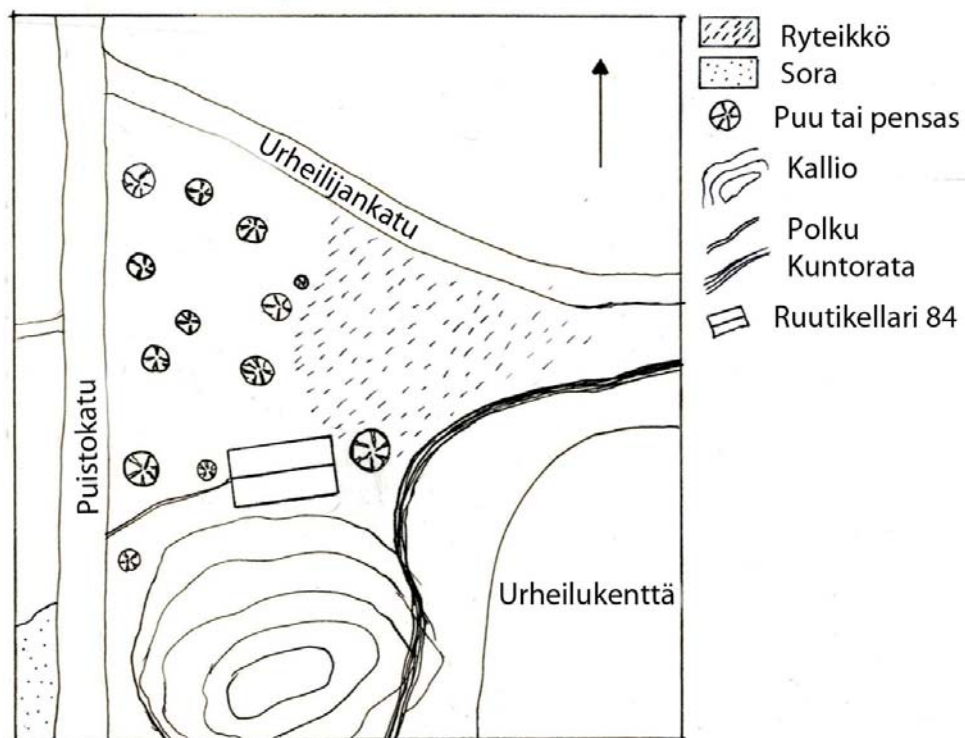 Urheilijankatu
Puistokatu
Urheilukenttä
Ryteikkö
Sora
Puu tai pensas
Kallio
Polku
Kuntorata
Ruutikellari 84